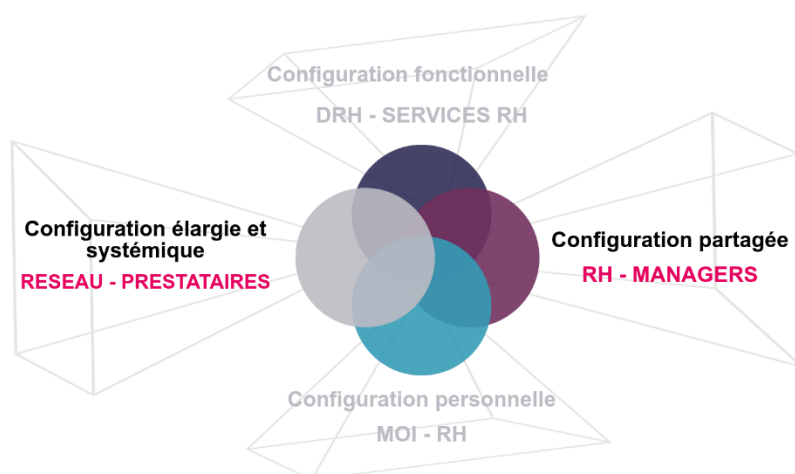 Configuration fonctionnelle
DRH - SERVICES RH
Configuration élargie et
systémique
RESEAU - PRESTATAIRES
Configuration partagée
RH - MANAGERS
Configuration personnelle
MOI - RH